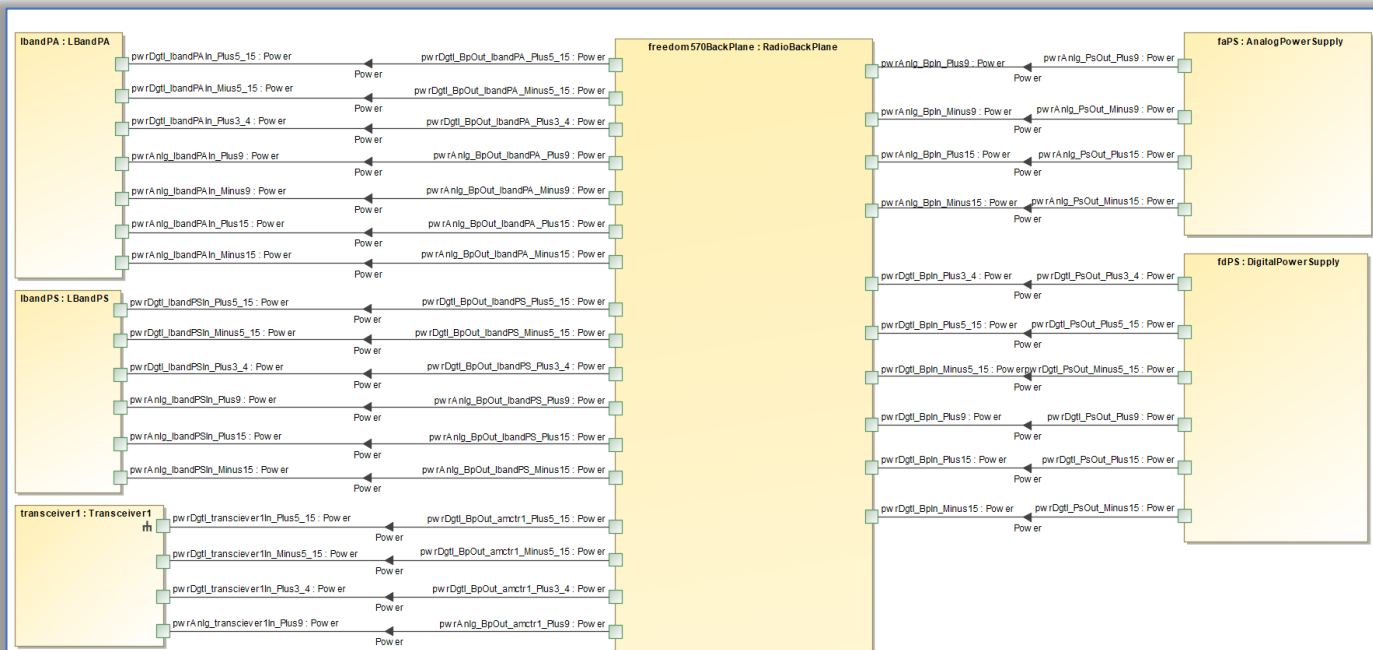 lbandPA : LBandPA
pwrDgtl_lbandPAIn_Plus5_15 : Power
pwrDgtl_BpOut_lbandPA_Plus5_15 : Power
Power
pwrDgtl_lbandPAIn_Mius5_15 : Power
pwrDgtl_BpOut_lbandPA_Minus5_15 : Power
Power
pwrDgtl_lbandPAIn_Plus3_4 : Power
pwrDgtl_BpOut_lbandPA_Plus3_4 : Power
Power
pwrAnlg_lbandPAIn_Plus9 : Power
pwrAnlg_BpOut_lbandPA_Plus9 : Power
Power
pwrAnlg_lbandPAIn_Minus9 : Power
pwrAnlg_BpOut_lbandPA_Minus9 : Power
Power
pwrAnlg_lbandPAIn_Plus15 : Power
pwrAnlg_BpOut_lbandPA_Plus15 : Power
Power
pwrAnlg_lbandPAIn_Minus15 : Power
pwrAnlg_BpOut_lbandPA_Minus15 : Power
Power
lbandPS : LBandPS
pwrDgtl_lbandPSIn_Plus5_15 : Power
pwrDgtl_BpOut_lbandPS_Plus5_15 : Power
Power
pwrDgtl_lbandPSIn_Minus5_15 : Power
pwrDgtl_BpOut_lbandPS_Minus5_15 : Power
Power
pwrDgtl_lbandPSIn_Plus3_4 : Power
pwrDgtl_BpOut_lbandPS_Plus3_4 : Power
Power
pwrAnlg_lbandPSIn_Plus9 : Power
pwrAnlg_BpOut_lbandPS_Plus9 : Power
Power
pwrAnlg_lbandPSIn_Plus15 : Power
pwrAnlg_BpOut_lbandPS_Plus15 : Power
Power
pwrAnlg_lbandPSIn_Minus15 : Power
pwrAnlg_BpOut_lbandPS_Minus15 : Power
Power
transceiver1 : Transceiver1
pwrDgtl_transciever1In_Plus5_15 : Power
pwrDgtl_BpOut_amctr1_Plus5_15 : Power
Power
pwrDgtl_transciever1In_Minus5_15 : Power
pwrDgtl_BpOut_amctr1_Minus5_15 : Power
Power
pwrDgtl_transciever1In_Plus3_4 : Power
pwrDgtl_BpOut_amctr1_Plus3_4 : Power
Power
pwrAnlg_transciever1In_Plus9 : Power
pwrAnlg_BpOut_amctr1_Plus9 : Power
Power
freedom570BackPlane : RadioBackPlane
faPS : AnalogPowerSupply
pwrAnlg_BpIn_Plus9 : Power
pwrAnlg_PsOut_Plus9 : Power
Power
pwrAnlg_BpIn_Minus9 : Power
pwrAnlg_PsOut_Minus9 : Power
Power
pwrAnlg_BpIn_Plus15 : Power
pwrAnlg_PsOut_Plus15 : Power
Power
pwrAnlg_BpIn_Minus15 : Power
pwrAnlg_PsOut_Minus15 : Power
Power
fdPS : DigitalPowerSupply
pwrDgtl_BpIn_Plus3_4 : Power
pwrDgtl_PsOut_Plus3_4 : Power
Power
pwrDgtl_BpIn_Plus5_15 : Power
pwrDgtl_PsOut_Plus5_15 : Power
Power
pwrDgtl_BpIn_Minus5_15 : Power
pwrDgtl_PsOut_Minus5_15 : Power
Power
pwrDgtl_BpIn_Plus9 : Power
pwrDgtl_PsOut_Plus9 : Power
Power
pwrDgtl_BpIn_Plus15 : Power
pwrDgtl_PsOut_Plus15 : Power
Power
pwrDgtl_BpIn_Minus15 : Power
pwrDgtl_PsOut_Minus15 : Power
Power